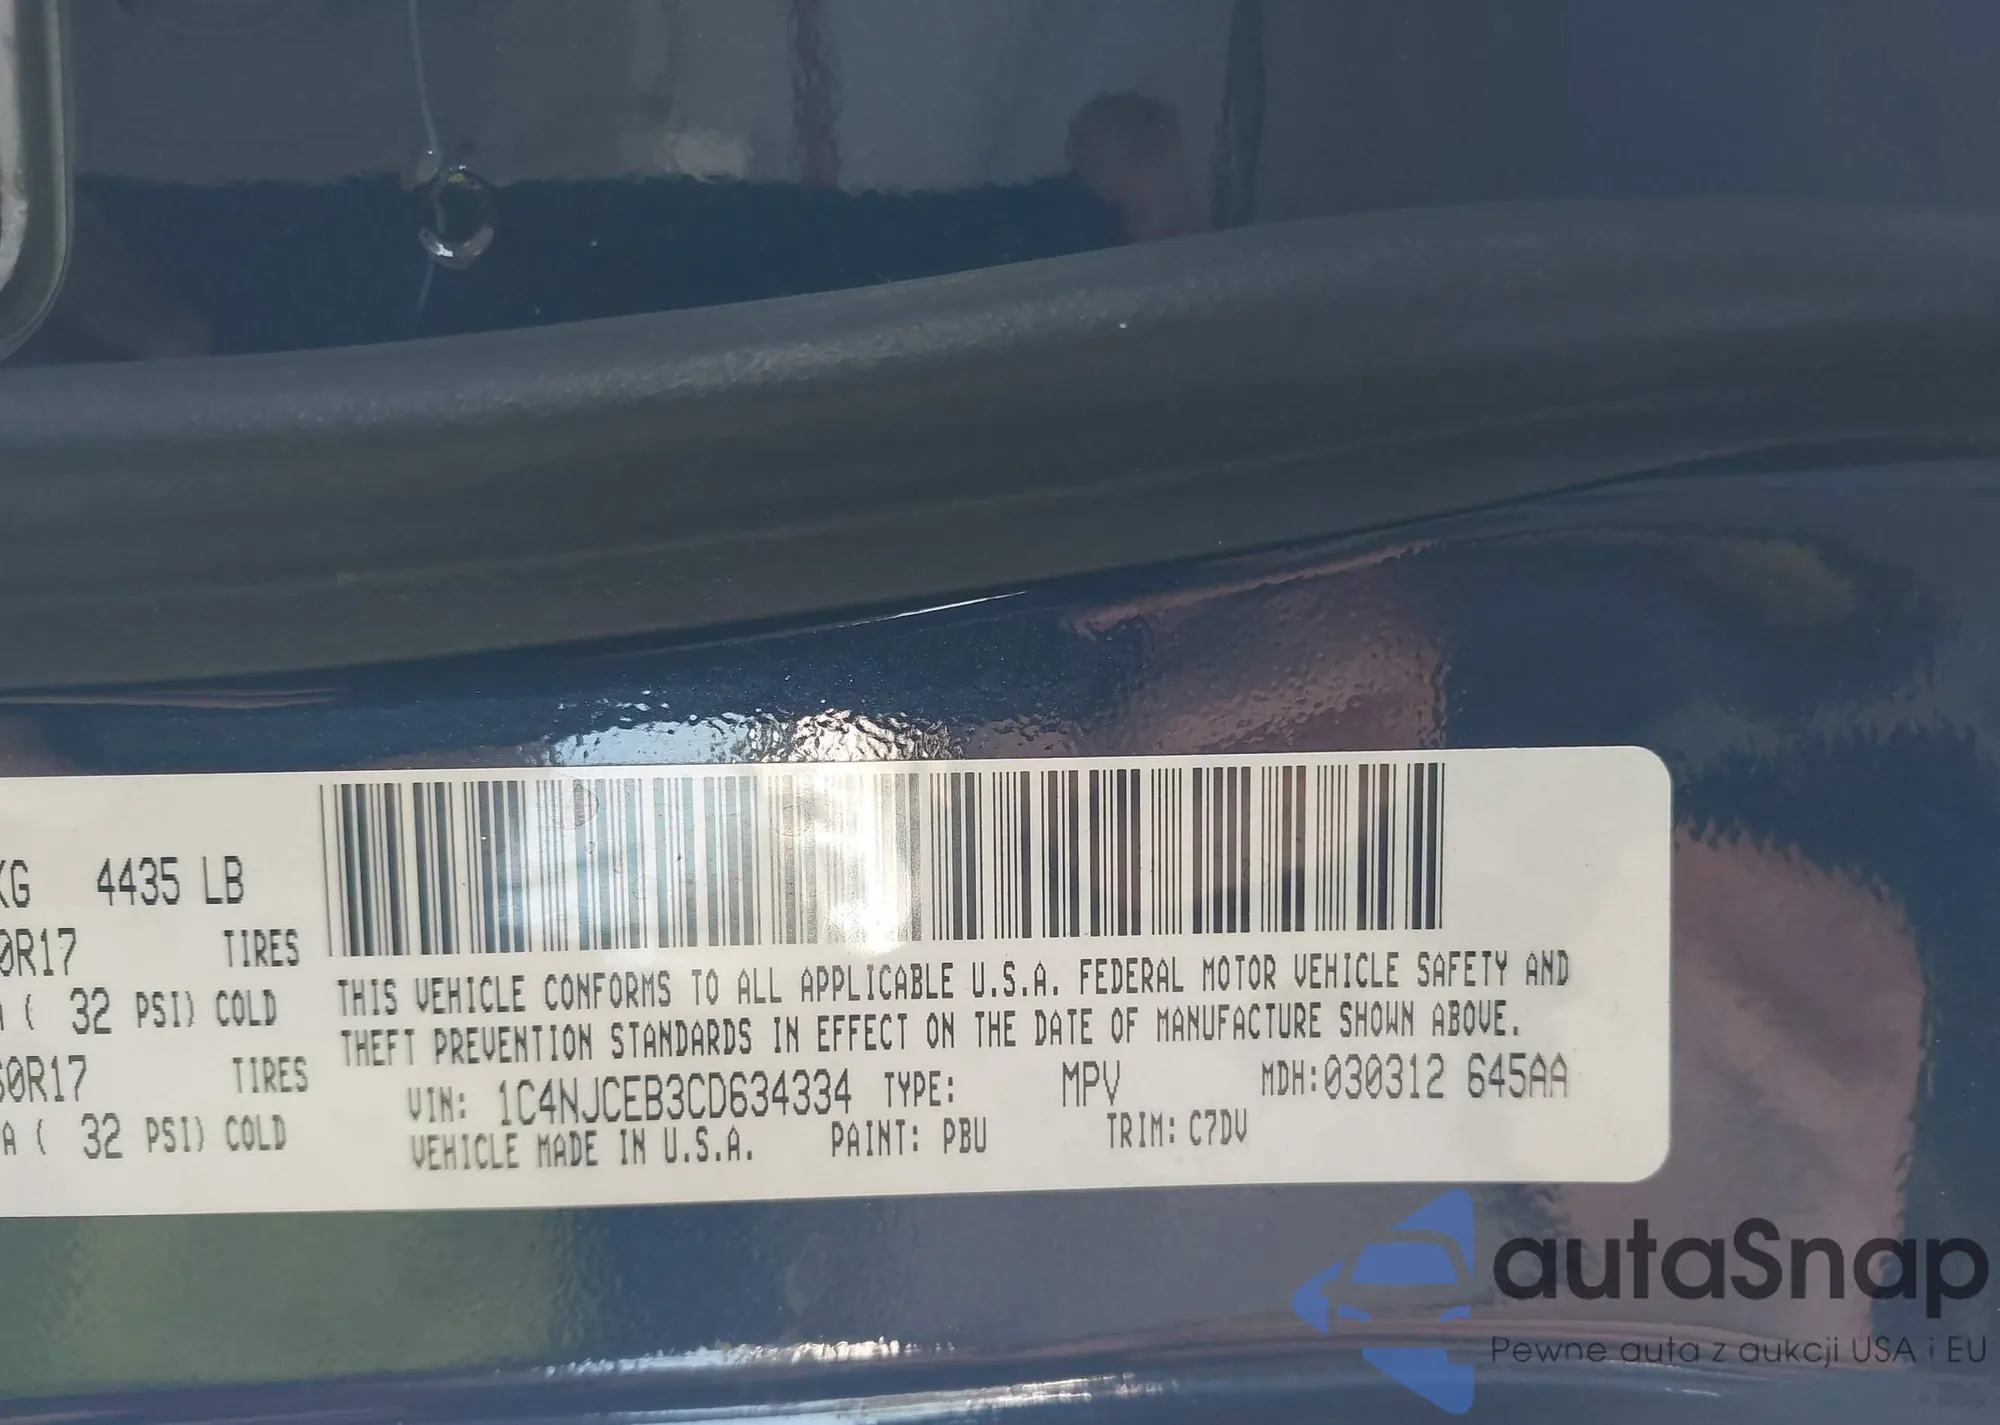 KG 4435 LB
0R17 TIRES
A ( 32 PSI) COLD
60R17 TIRES
A ( 32 PSI) COLD
THIS VEHICLE CONFORMS TO ALL APPLICABLE U.S.A. FEDERAL MOTOR VEHICLE SAFETY AND
THEFT PREVENTION STANDARDS IN EFFECT ON THE DATE OF MANUFACTURE SHOWN ABOVE.
VIN: 1C4NJCEB3CD634334 TYPE: MPV MDH:030312 645AA
VEHICLE MADE IN U.S.A. PAINT: PBU TRIM: C7DV
autaSnap
Pewne auta z aukcji USA i EU